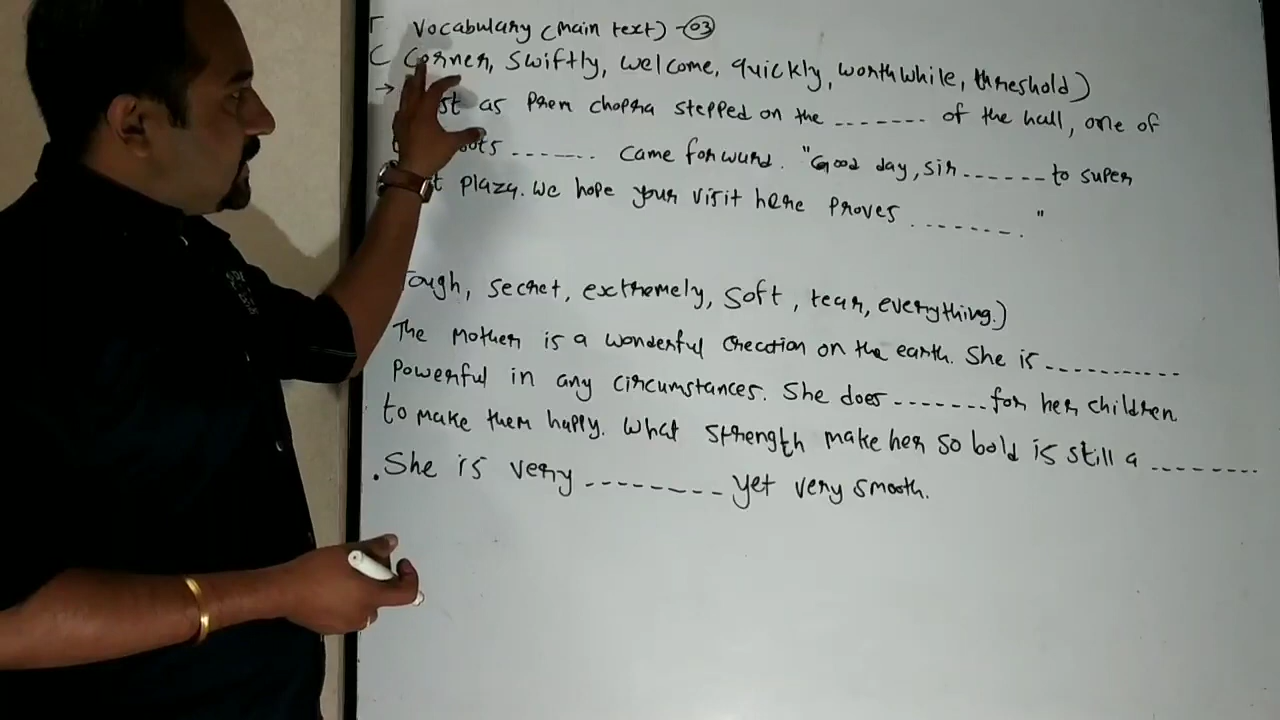 Vocabulary (Main text) - 03
( Corner, Swiftly, welcome, quickly, worthwhile, threshold)
→ as Prem chopra stepped on the ------- of the hall, one of
------- came forward. "Good day, sir ------ to super
plaza. We hope your visit here proves ------- ."
Tough, secret, extremely, soft, tear, everything.)
The Mother is a wonderful creation on the earth. She is -----------
powerful in any circumstances. She does ------- for her children
to make them happy. What strength make her so bold is still a --------
. She is very -------- yet very smooth.